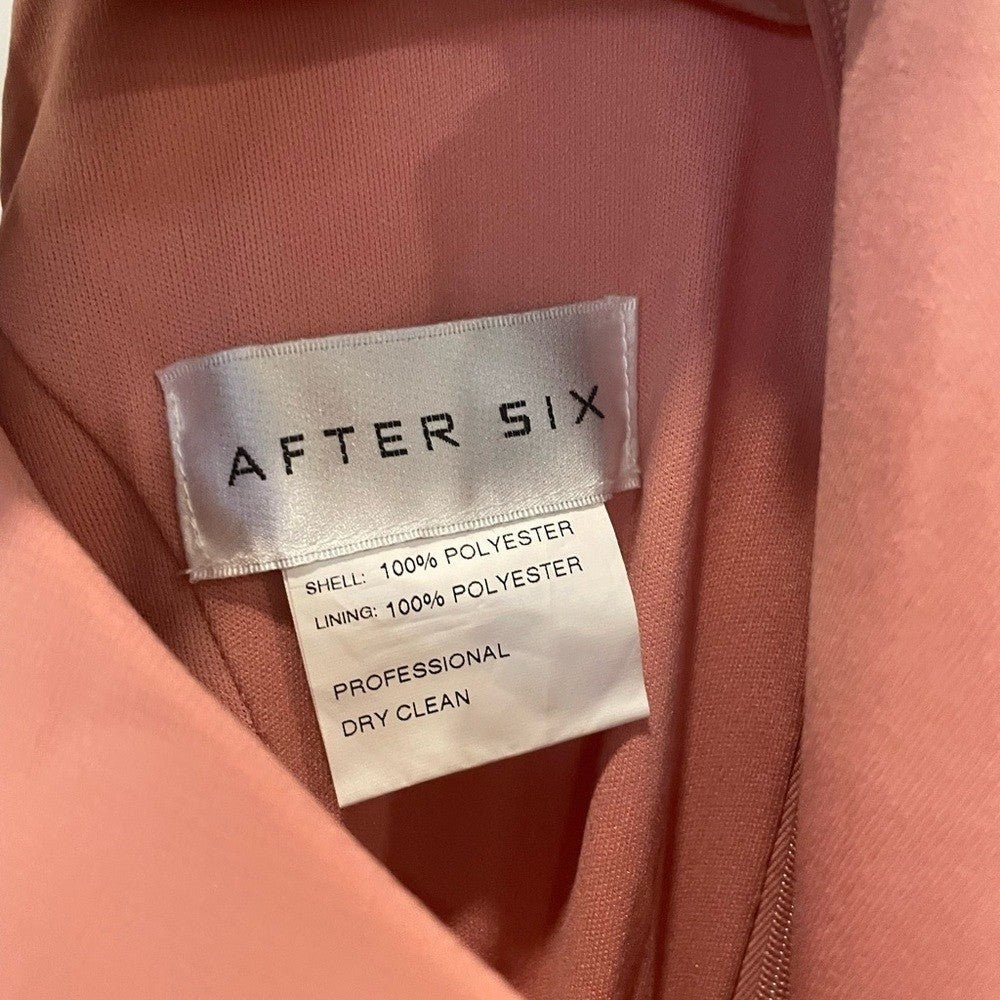 AFTER SIX
SHELL: 100% POLYESTER
LINING: 100% POLYESTER
PROFESSIONAL
DRY CLEAN